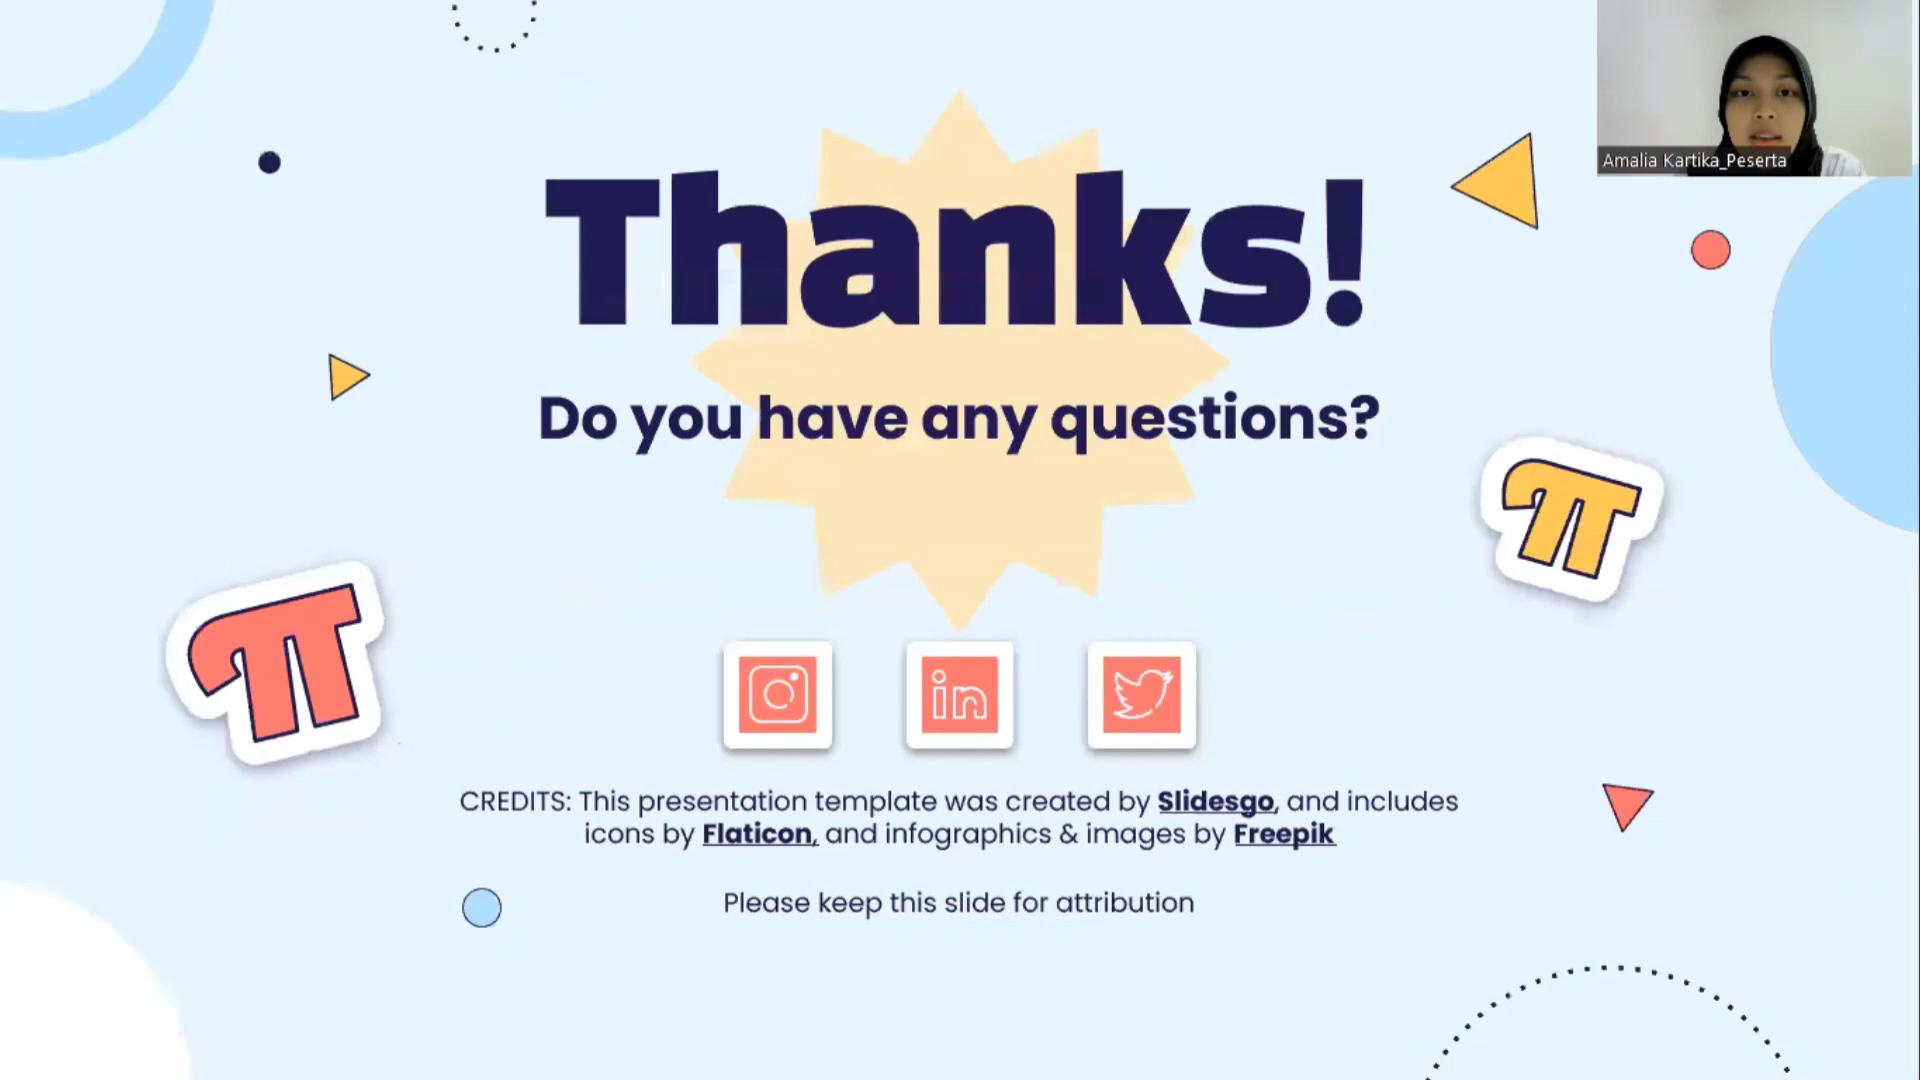 Amalia Kartika_Peserta
Thanks!
Do you have any questions?
π
π
in
CREDITS: This presentation template was created by Slidesgo, and includes
icons by Flaticon, and infographics & images by Freepik
Please keep this slide for attribution